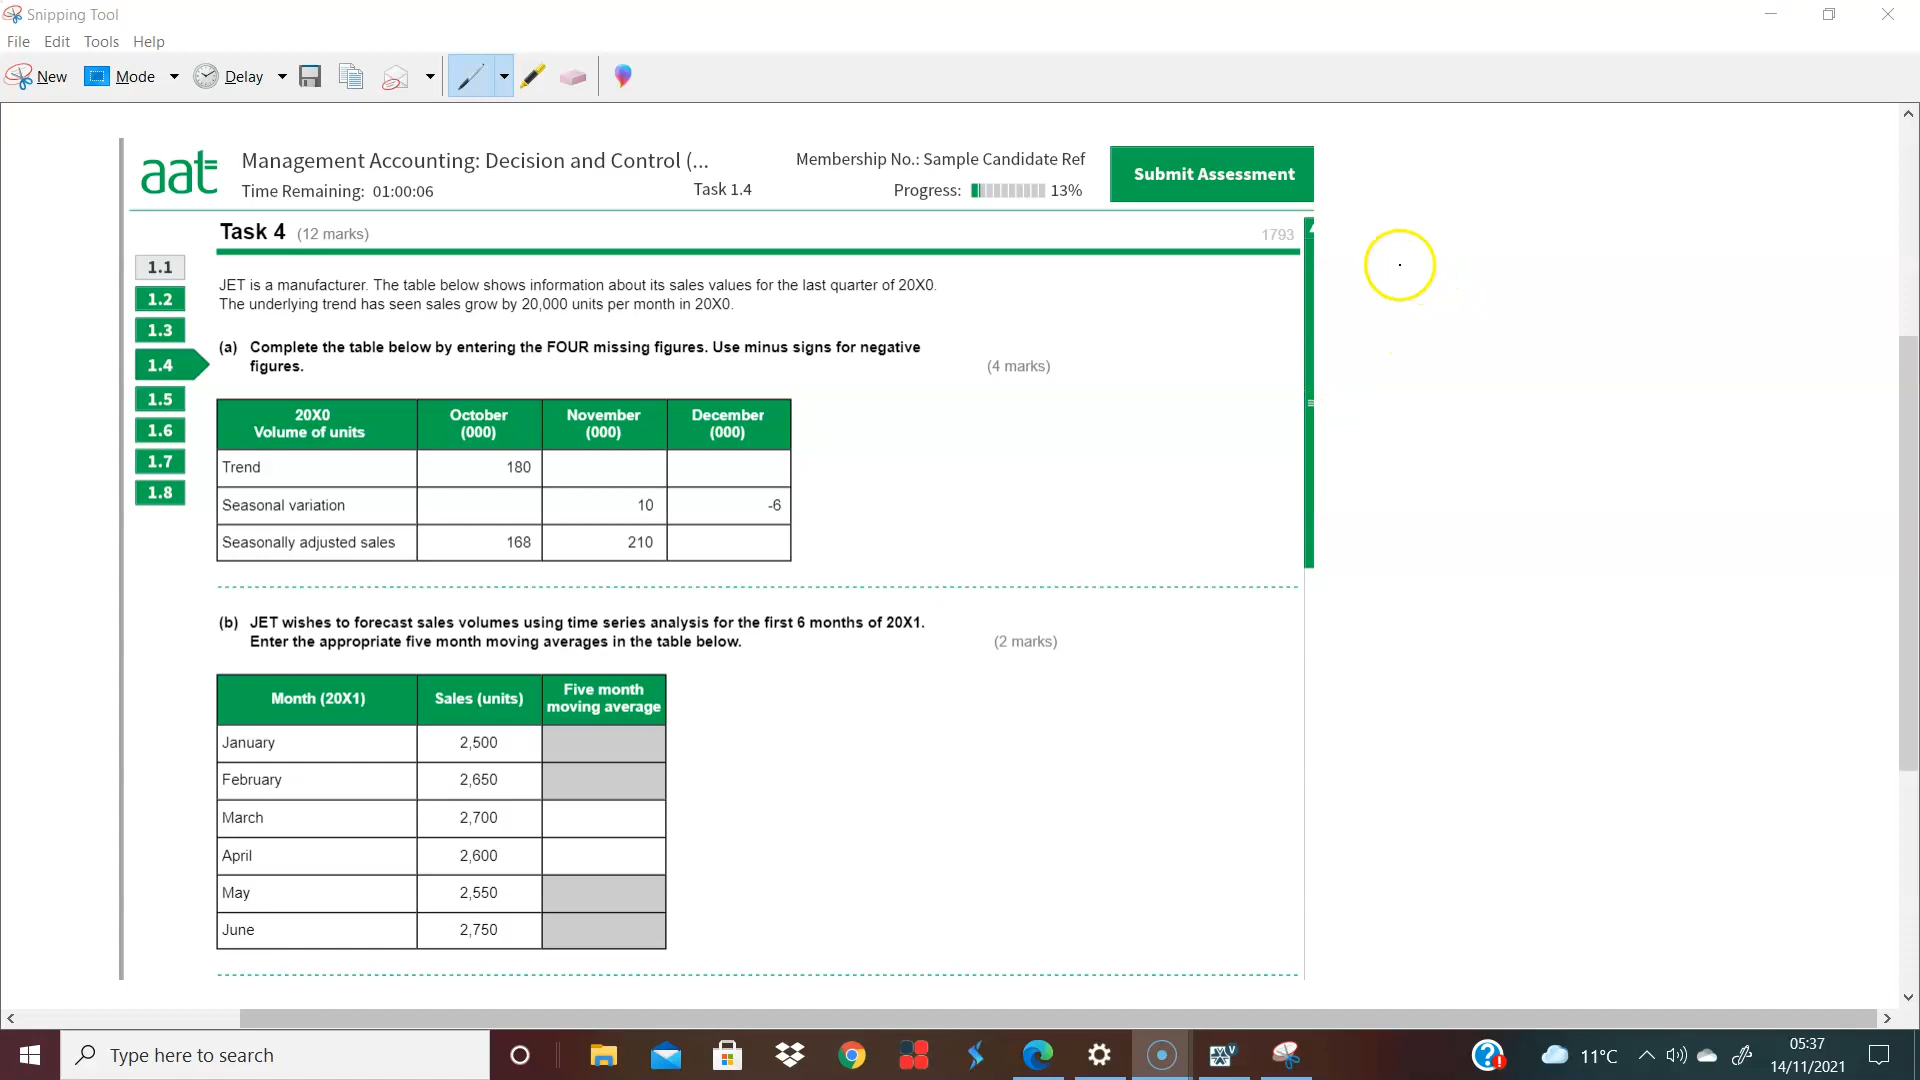 Snipping Tool
File Edit Tools Help
New Mode Delay
aat Management Accounting: Decision and Control (... Membership No.: Sample Candidate Ref Submit Assessment
Time Remaining: 01:00:06 Task 1.4 Progress: 13%
Task 4 (12 marks) 1793
1.1
1.2
1.3
1.4
1.5
1.6
1.7
1.8
JET is a manufacturer. The table below shows information about its sales values for the last quarter of 20X0.
The underlying trend has seen sales grow by 20,000 units per month in 20X0.
(a) Complete the table below by entering the FOUR missing figures. Use minus signs for negative
figures. (4 marks)
20X0 October November December
Volume of units (000) (000) (000)
Trend 180
Seasonal variation 10 -6
Seasonally adjusted sales 168 210
(b) JET wishes to forecast sales volumes using time series analysis for the first 6 months of 20X1.
Enter the appropriate five month moving averages in the table below. (2 marks)
Month (20X1) Sales (units) Five month
moving average
January 2,500
February 2,650
March 2,700
April 2,600
May 2,550
June 2,750
Type here to search
11°C
05:37
14/11/2021